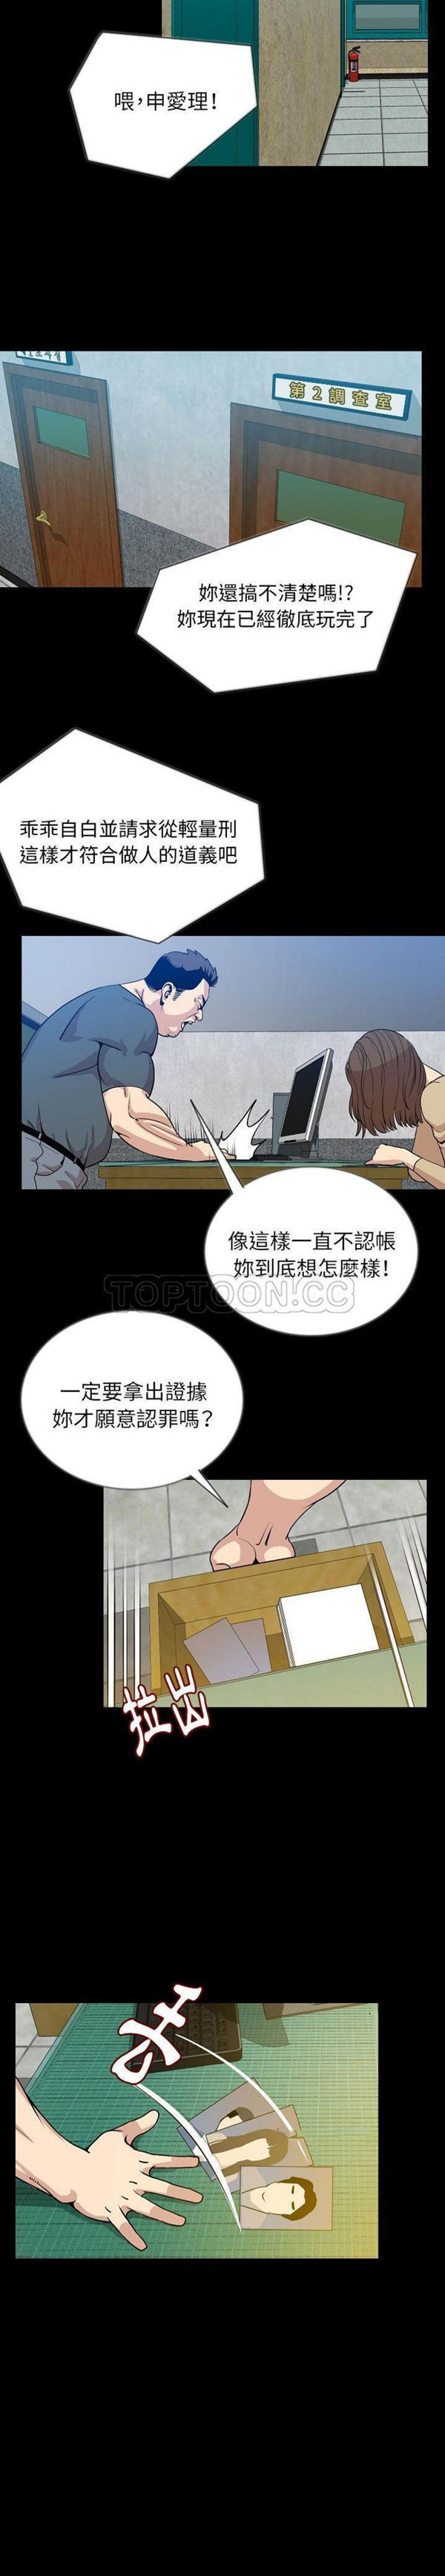 喂,申愛理!
第2調查室
妳還搞不清楚嗎!?
妳現在已經徹底玩完了
乖乖自白並請求從輕量刑
這樣才符合做人的道義吧
像這樣一直不認帳
妳到底想怎麼樣!
TOPTOON.CC
一定要拿出證據
妳才願意認罪嗎?
拉出